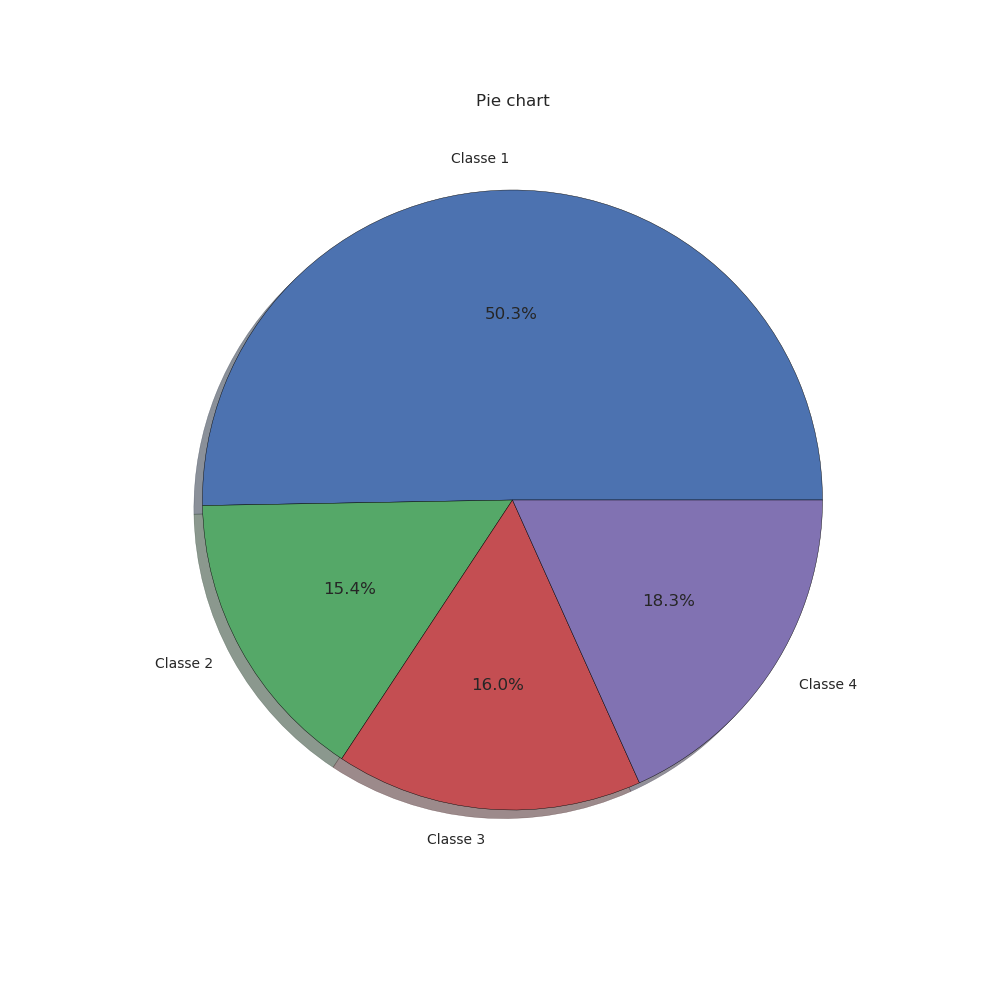 Pie chart
Classe 1
50.3%
15.4%
18.3%
Classe 2
16.0%
Classe 4
Classe 3